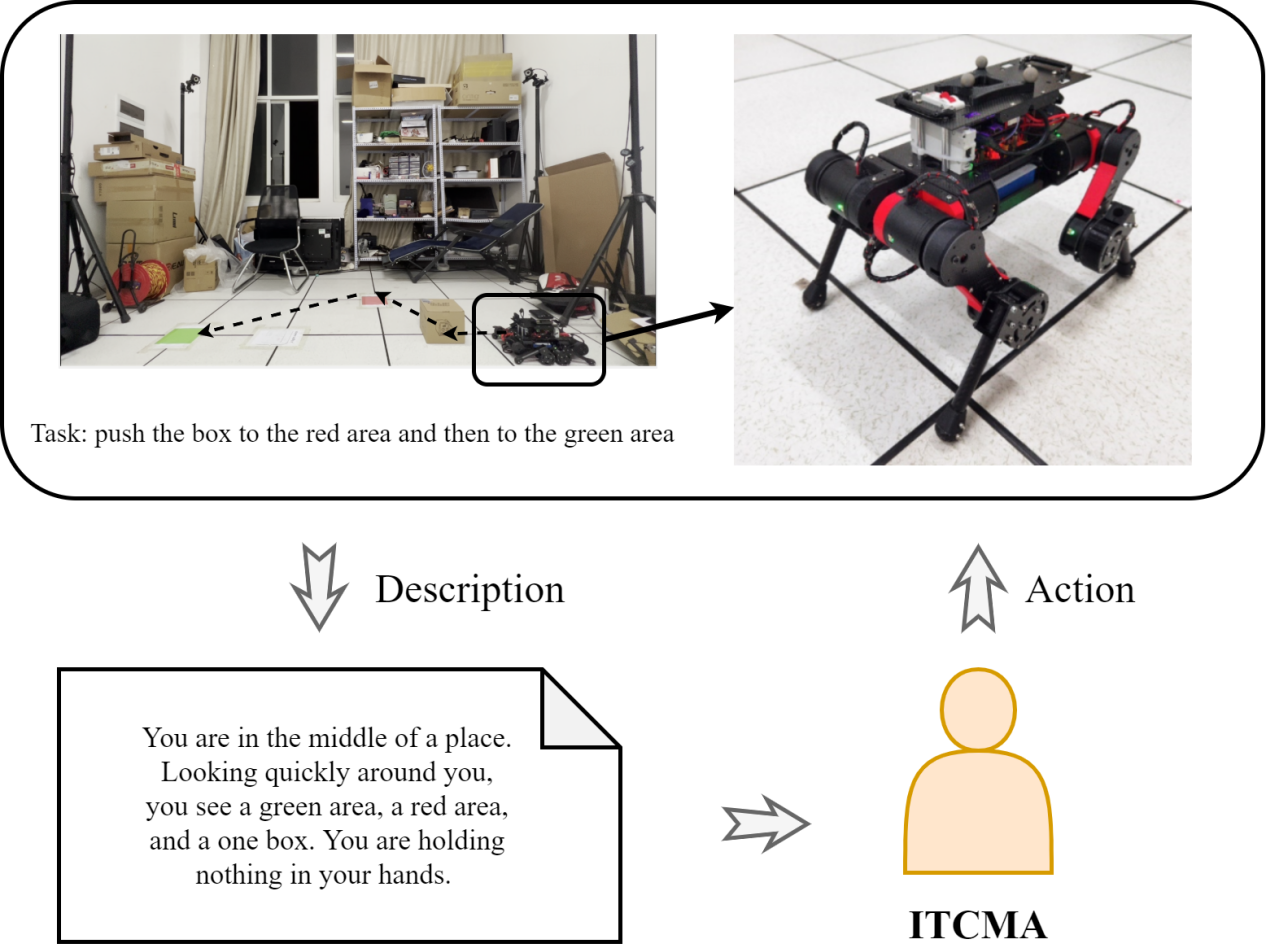 Task: push the box to the red area and then to the green area
Description
Action
You are in the middle of a place.
Looking quickly around you,
you see a green area, a red area,
and a one box. You are holding
nothing in your hands.
ITCMA